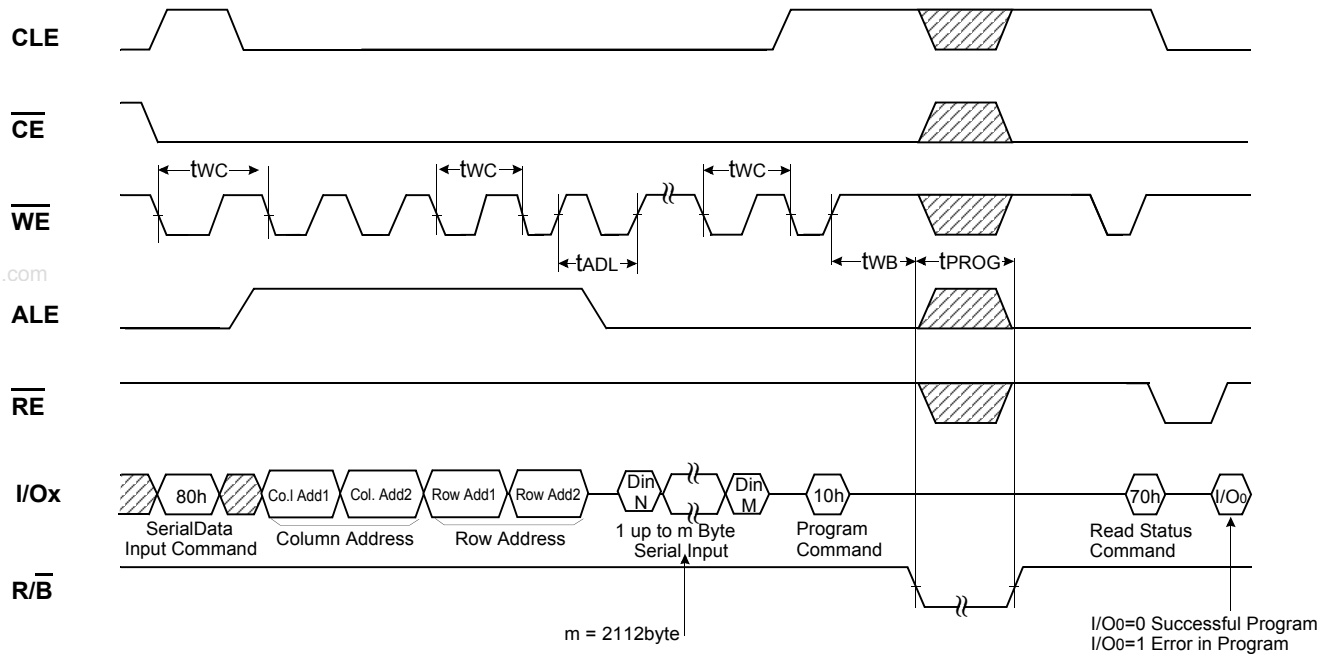 CLE
CE
tWC
tWC
tWC
WE
tADL
tWB
tPROG
.com
ALE
RE
I/Ox
80h
Co.l Add1
Col. Add2
Row Add1
Row Add2
Din
N
Din
M
10h
70h
I/O0
SerialData
Input Command
Column Address
Row Address
1 up to m Byte
Serial Input
Program
Command
Read Status
Command
R/B
m = 2112byte
I/O0=0 Successful Program
I/O0=1 Error in Program